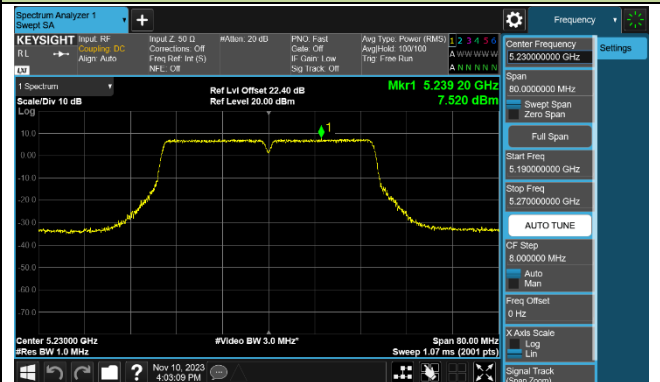 Spectrum Analyzer 1
Swept SA
+
Frequency
KEYSIGHT
RL
LXI
Input: RF
Coupling: DC
Align: Auto
Input Z: 50 Ω
Corrections: Off
Freq Ref: Int (S)
NFE: Off
#Atten: 20 dB
PNO: Fast
Gate: Off
IF Gain: Low
Sig Track: Off
Avg Type: Power (RMS)
Avg|Hold: 100/100
Trig: Free Run
1 2 3 4 5 6
A W W W W W
A N N N N N
Center Frequency
5.230000000 GHz
Settings
Span
80.0000000 MHz
Swept Span
Zero Span
Full Span
Start Freq
5.190000000 GHz
Stop Freq
5.270000000 GHz
AUTO TUNE
CF Step
8.000000 MHz
Auto
Man
Freq Offset
0 Hz
X Axis Scale
Log
Lin
Signal Track
(Span Zoom)
1 Spectrum
Scale/Div 10 dB
Log
Ref Lvl Offset 22.40 dB
Ref Level 20.00 dBm
Mkr1 5.239 20 GHz
7.520 dBm
1
10.0
0.00
-10.0
-20.0
-30.0
-40.0
-50.0
-60.0
-70.0
Center 5.23000 GHz
#Res BW 1.0 MHz
#Video BW 3.0 MHz*
Span 80.00 MHz
Sweep 1.07 ms (2001 pts)
?
Nov 10, 2023
4:03:09 PM